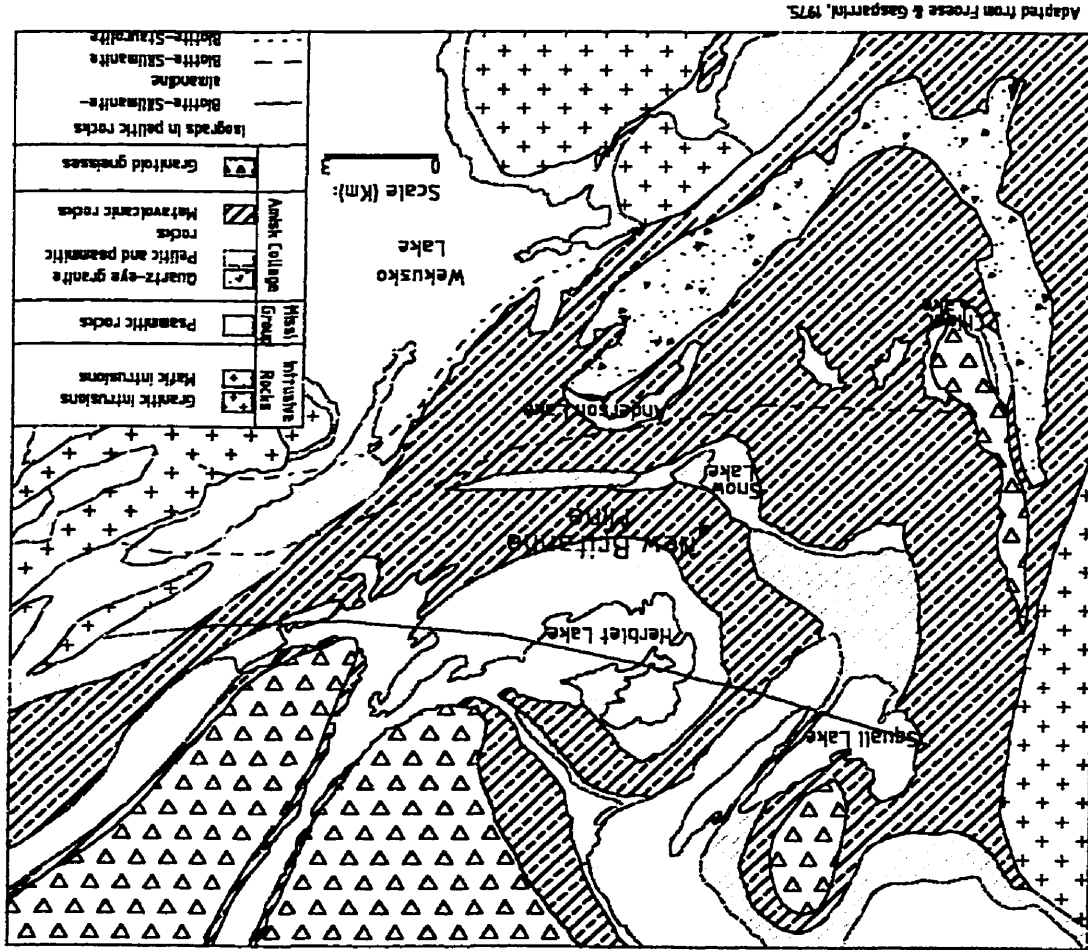 Squall Lake
Herblet Lake
New Britannia
Mine
Snow
Lake
Anderson Lake
Lake
Wekusko
Lake
Scale (Km):
0 3
Intrusive
Rocks
Granitic intrusions
Mafic intrusions
Missi
Group
Psammitic rocks
Amisk Collage
Quartz-eye granite
Pelitic and psammitic
rocks
Metavolcanic rocks
Granitoid gneisses
Isograds in pelitic rocks
Biotite-Sillimanite-
almandine
Biotite-Sillimanite
Biotite-Staurolite
Adapted from Froese & Gasparrini, 1975.